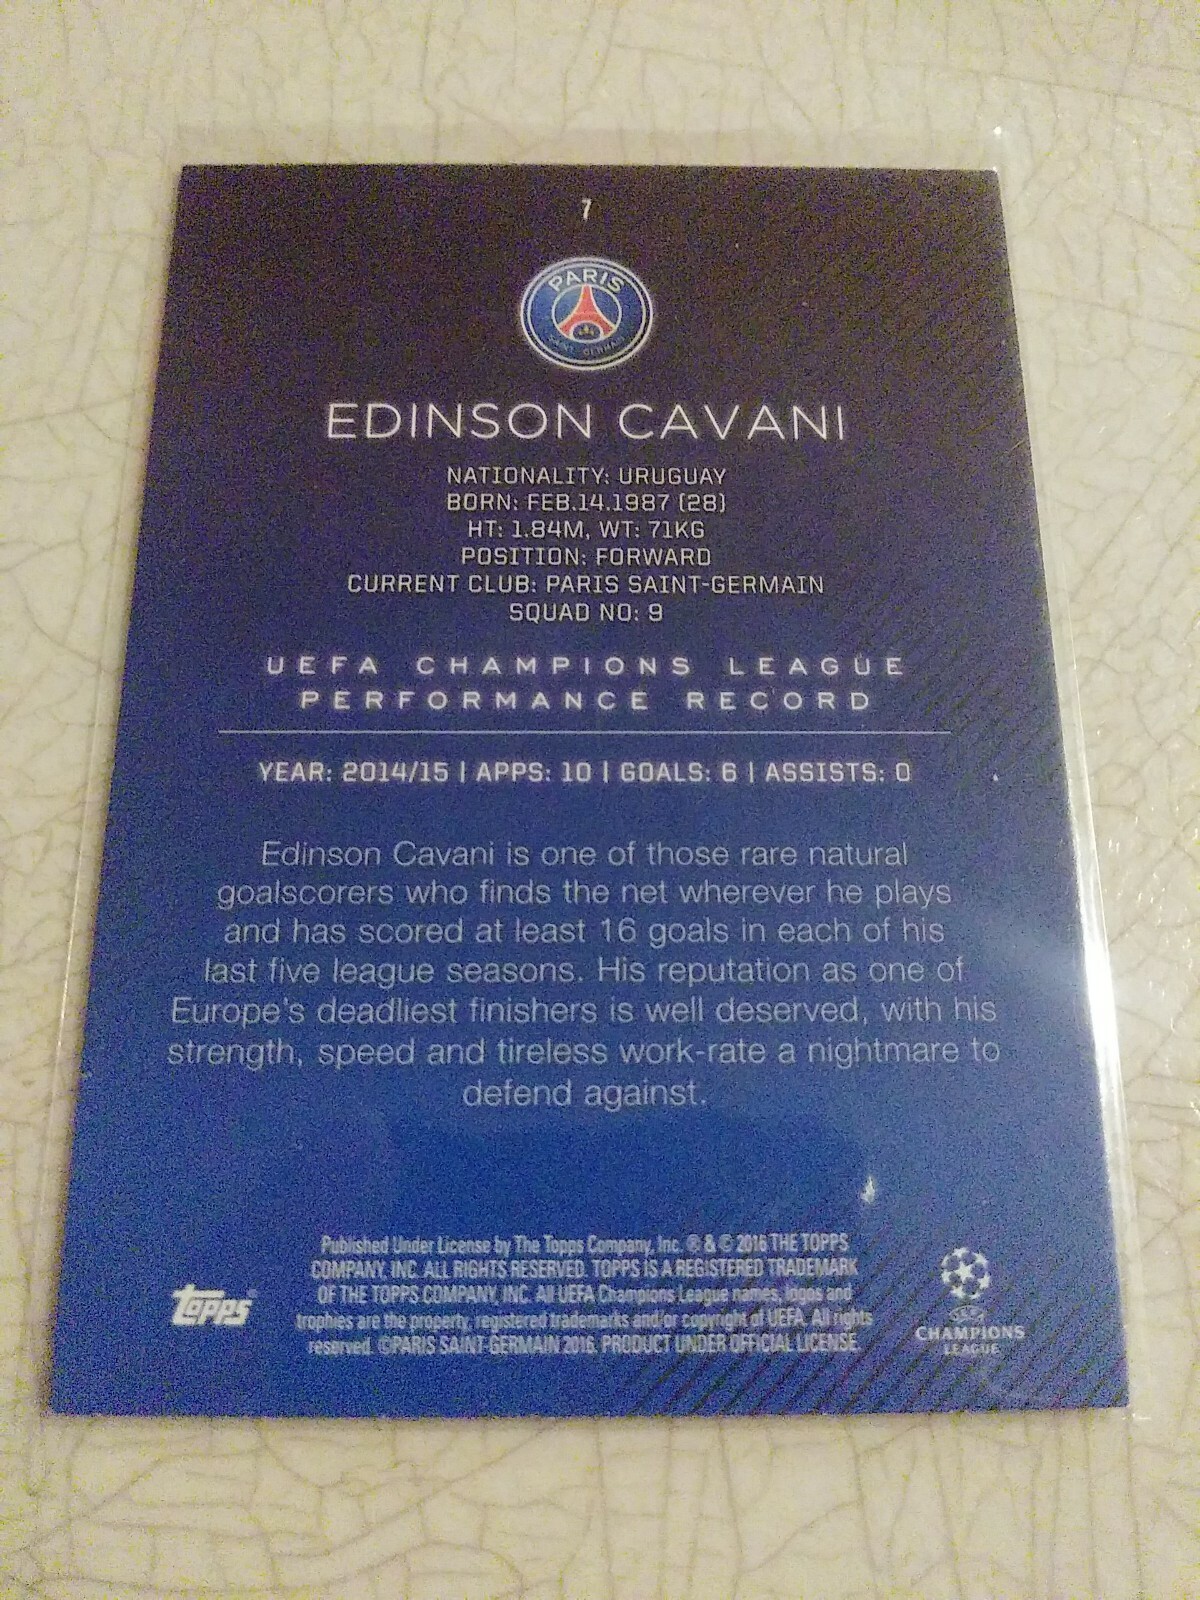 7
PARIS
SAINT-GERMAIN
EDINSON CAVANI
NATIONALITY: URUGUAY
BORN: FEB.14.1987 (28)
HT: 1.84M, WT: 71KG
POSITION: FORWARD
CURRENT CLUB: PARIS SAINT-GERMAIN
SQUAD NO: 9
UEFA CHAMPIONS LEAGUE
PERFORMANCE RECORD
YEAR: 2014/15 | APPS: 10 | GOALS: 6 | ASSISTS: 0
Edinson Cavani is one of those rare natural
goalscorers who finds the net wherever he plays
and has scored at least 16 goals in each of his
last five league seasons. His reputation as one of
Europe's deadliest finishers is well deserved, with his
strength, speed and tireless work-rate a nightmare to
defend against.
Published Under License by The Topps Company, Inc. ® & © 2016 THE TOPPS
COMPANY, INC. ALL RIGHTS RESERVED. TOPPS IS A REGISTERED TRADEMARK
OF THE TOPPS COMPANY, INC. All UEFA Champions League names, logos and
trophies are the property, registered trademarks and/or copyright of UEFA. All rights
reserved. ©PARIS SAINT-GERMAIN 2016. PRODUCT UNDER OFFICIAL LICENSE.
Topps®
UEFA
CHAMPIONS
LEAGUE